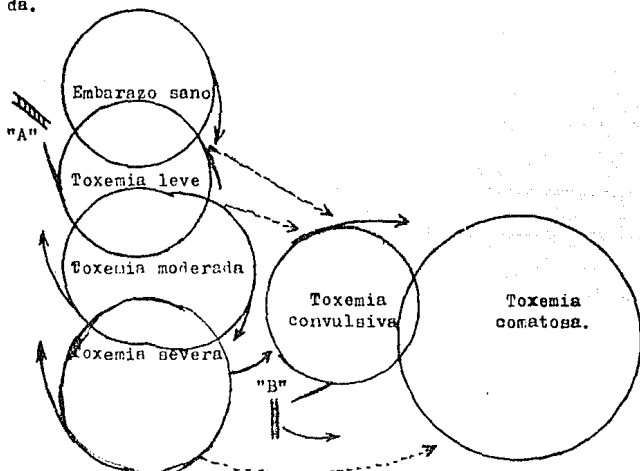 da.
Embarazo sano
"A"
Toxemia leve
Toxemia moderada
Toxemia severa
Toxemia
convulsiva
"B"
Toxemia
comatosa.